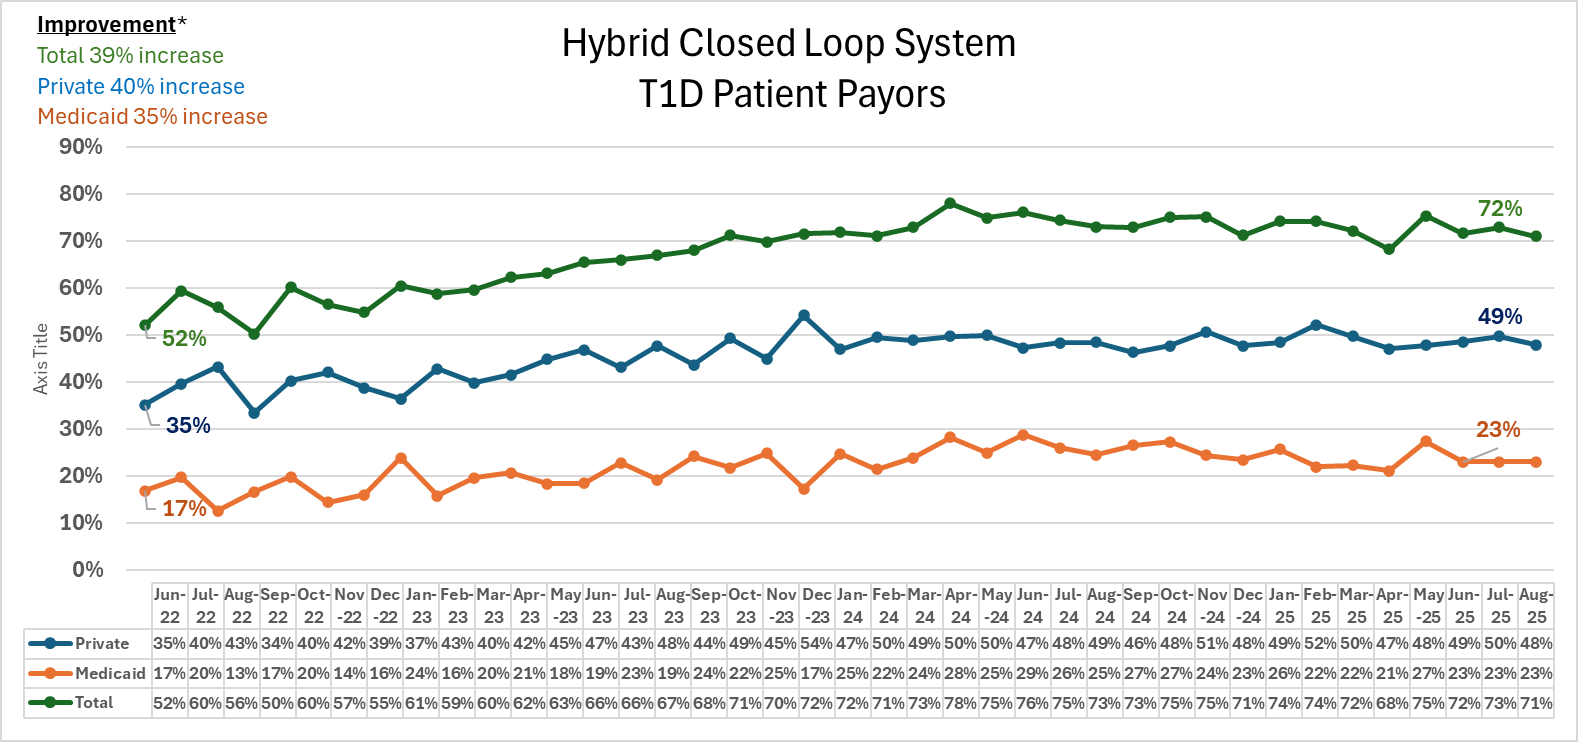 Improvement*
Total 39% increase
Private 40% increase
Medicaid 35% increase
Hybrid Closed Loop System
T1D Patient Payors
90%
80%
70%
60%
50%
40%
30%
20%
10%
0%
Axis Title
52%
35%
17%
72%
49%
23%
Jun-22 Jul-22 Aug-22 Sep-22 Oct-22 Nov-22 Dec-22 Jan-23 Feb-23 Mar-23 Apr-23 May-23 Jun-23 Jul-23 Aug-23 Sep-23 Oct-23 Nov-23 Dec-23 Jan-24 Feb-24 Mar-24 Apr-24 May-24 Jun-24 Jul-24 Aug-24 Sep-24 Oct-24 Nov-24 Dec-24 Jan-25 Feb-25 Mar-25 Apr-25 May-25 Jun-25 Jul-25 Aug-25
Private 35% 40% 43% 34% 40% 42% 39% 37% 43% 40% 42% 45% 47% 43% 48% 44% 49% 45% 54% 47% 50% 49% 50% 50% 47% 48% 49% 46% 48% 51% 48% 49% 52% 50% 47% 48% 49% 50% 48%
Medicaid 17% 20% 13% 17% 20% 14% 16% 24% 16% 20% 21% 18% 19% 23% 19% 24% 22% 25% 17% 25% 22% 24% 28% 25% 29% 26% 25% 27% 27% 24% 23% 26% 22% 22% 21% 27% 23% 23% 23%
Total 52% 60% 56% 50% 60% 57% 55% 61% 59% 60% 62% 63% 66% 66% 67% 68% 71% 70% 72% 72% 71% 73% 78% 75% 76% 75% 73% 73% 75% 75% 71% 74% 74% 72% 68% 75% 72% 73% 71%